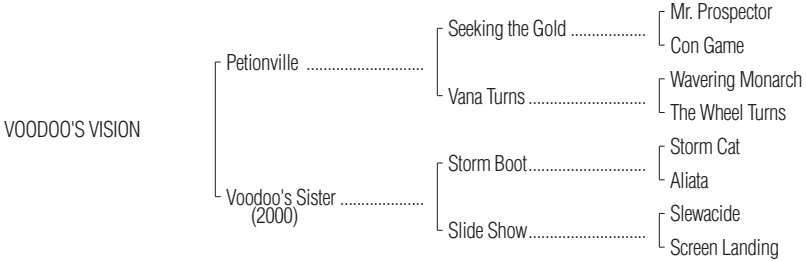 Mr. Prospector
Seeking the Gold ..................
Con Game
Petionville ............................
Wavering Monarch
Vana Turns............................
The Wheel Turns
VOODOO'S VISION
Storm Cat
Storm Boot............................
Aliata
Voodoo's Sister ....................
(2000)
Slewacide
Slide Show............................
Screen Landing